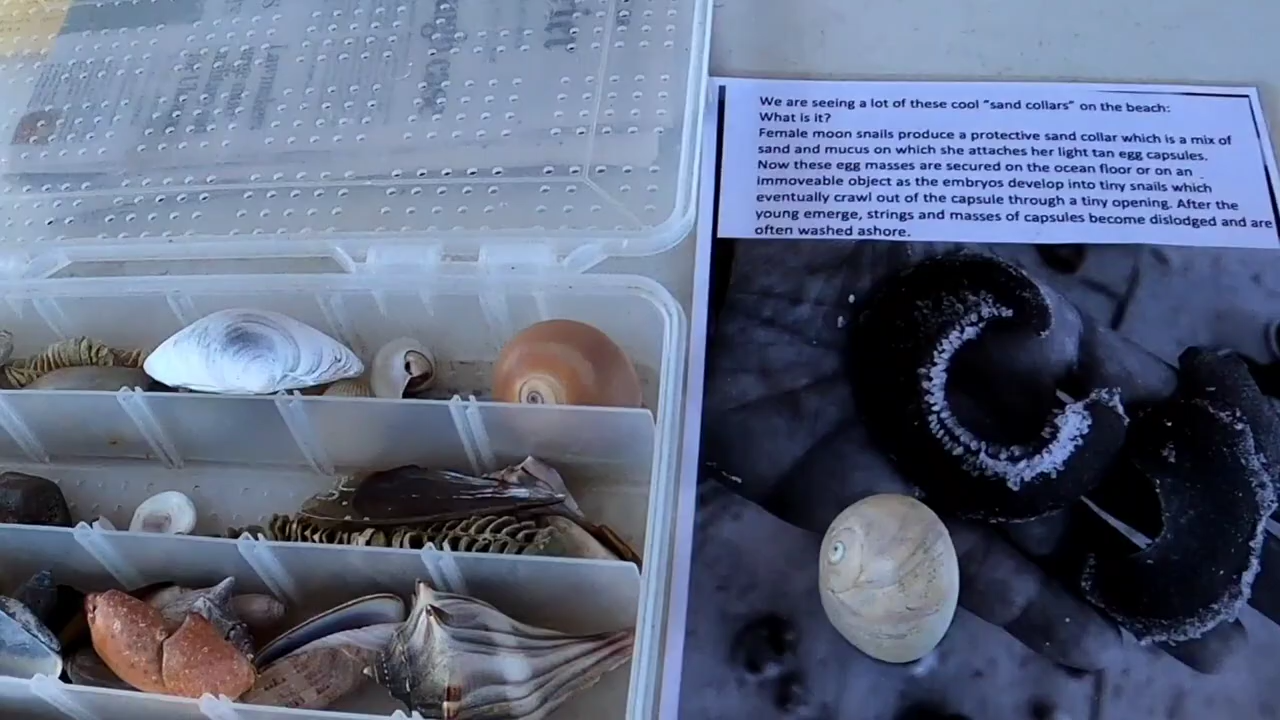 We are seeing a lot of these cool "sand collars" on the beach:
What is it?
Female moon snails produce a protective sand collar which is a mix of
sand and mucus on which she attaches her light tan egg capsules.
Now these egg masses are secured on the ocean floor or on an
immoveable object as the embryos develop into tiny snails which
eventually crawl out of the capsule through a tiny opening. After the
young emerge, strings and masses of capsules become dislodged and are
often washed ashore.